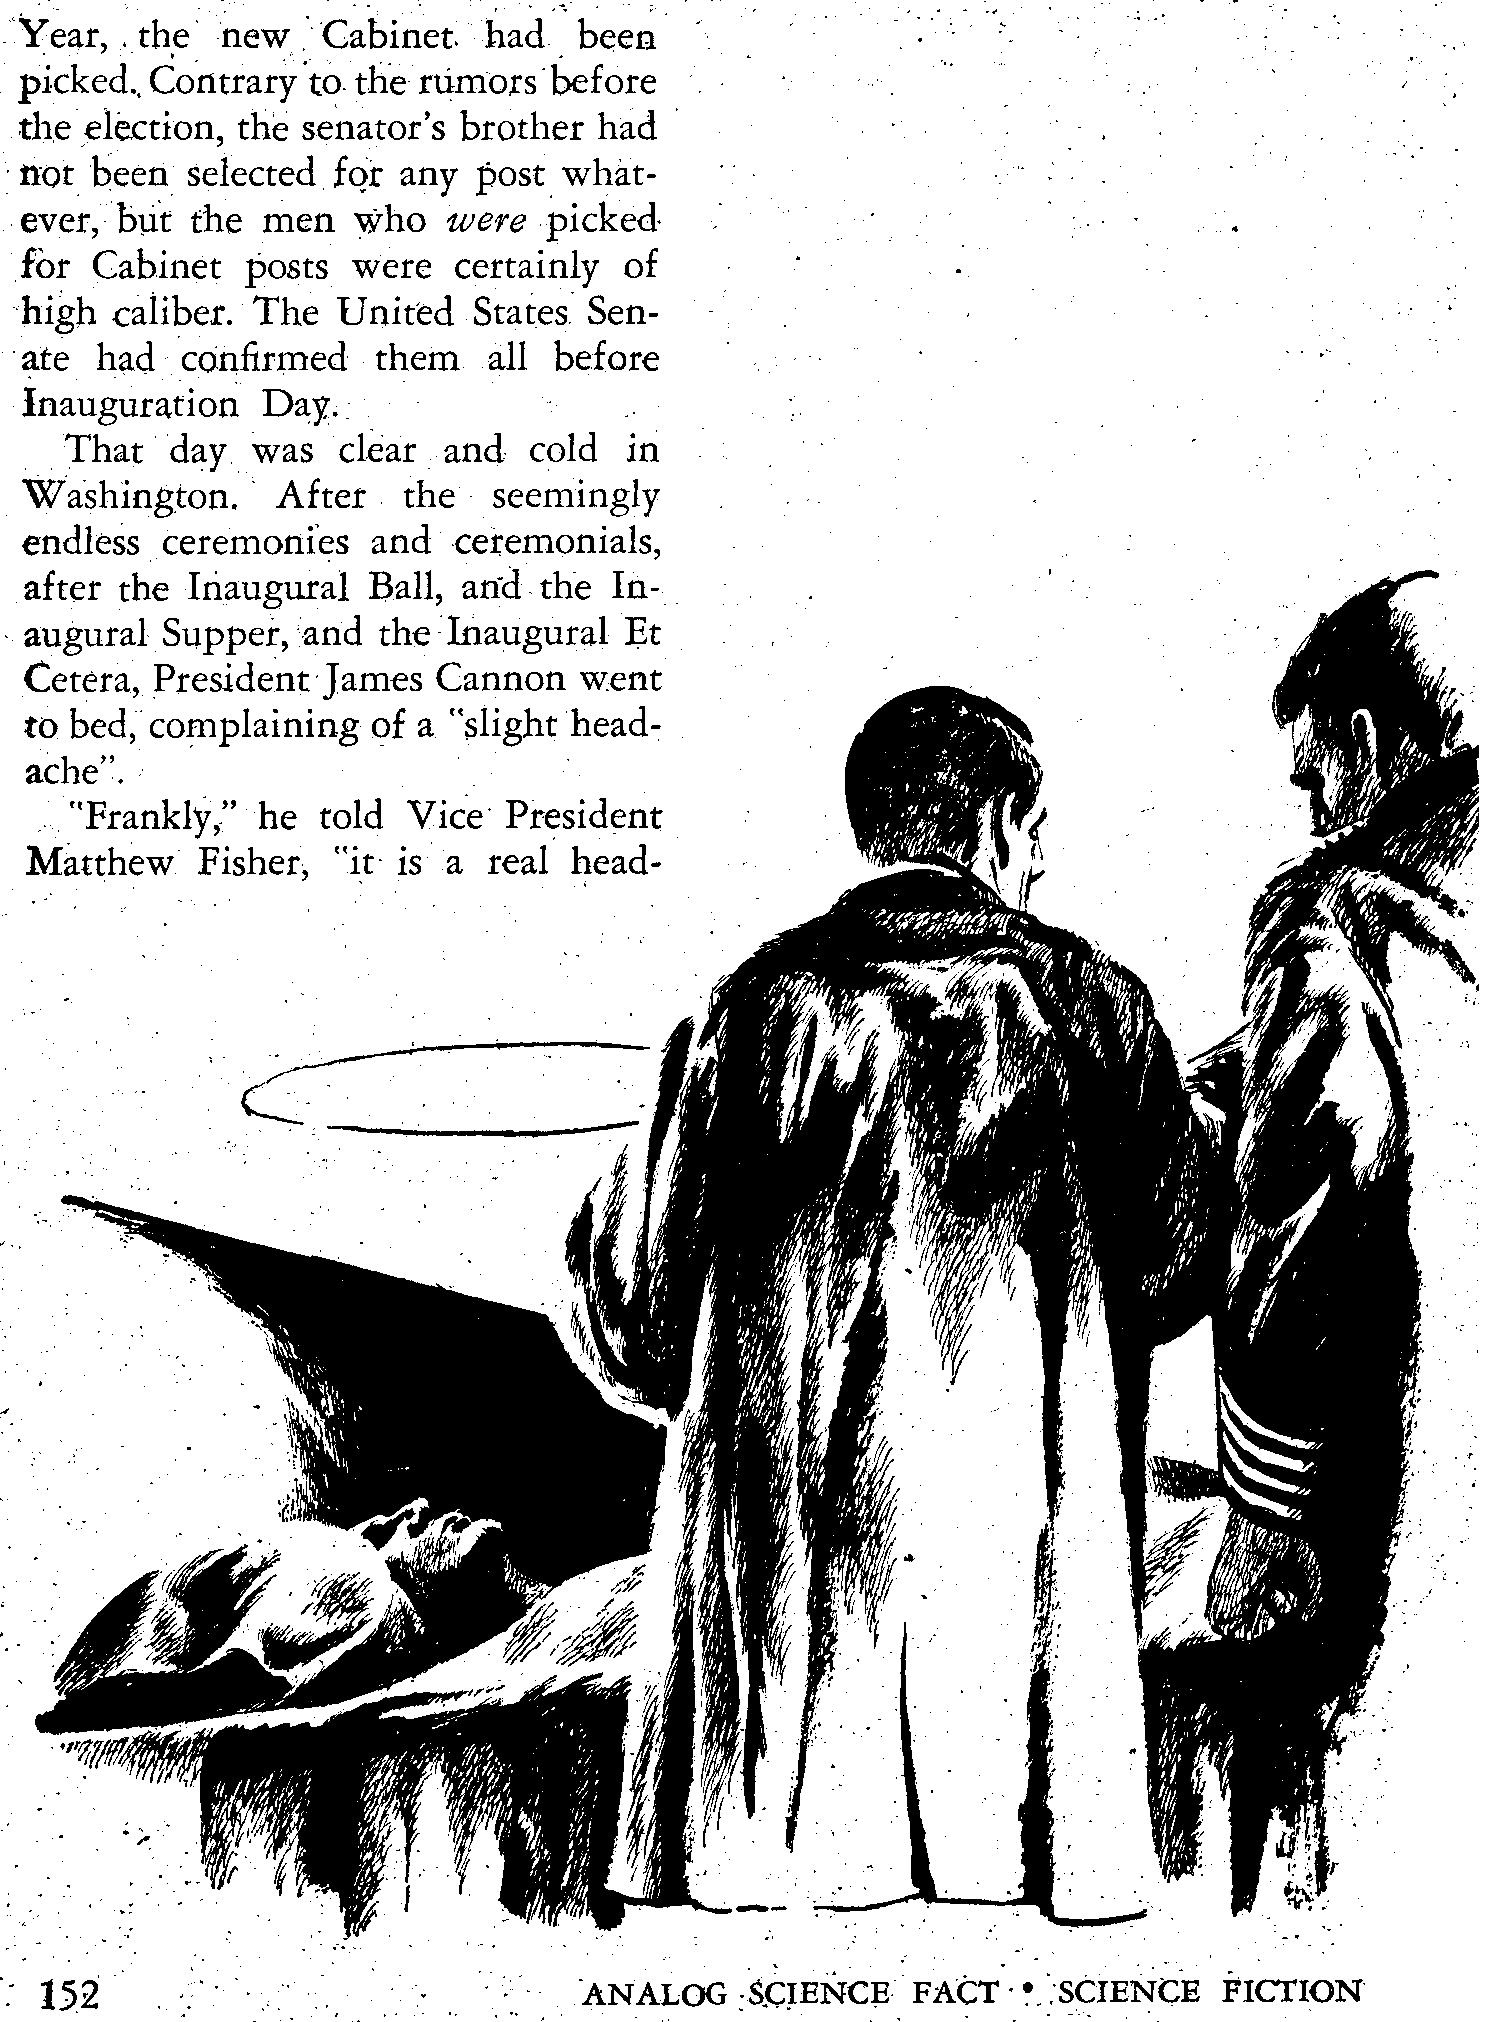 Year, the new Cabinet had been
picked. Contrary to the rumors before
the election, the senator's brother had
not been selected for any post what-
ever, but the men who were picked
for Cabinet posts were certainly of
high caliber. The United States Sen-
ate had confirmed them all before
Inauguration Day.
That day was clear and cold in
Washington. After the seemingly
endless ceremonies and ceremonials,
after the Inaugural Ball, and the In-
augural Supper, and the Inaugural Et
Cetera, President James Cannon went
to bed, complaining of a "slight head-
ache".
"Frankly," he told Vice President
Matthew Fisher, "it is a real head-
152
ANALOG SCIENCE FACT • SCIENCE FICTION